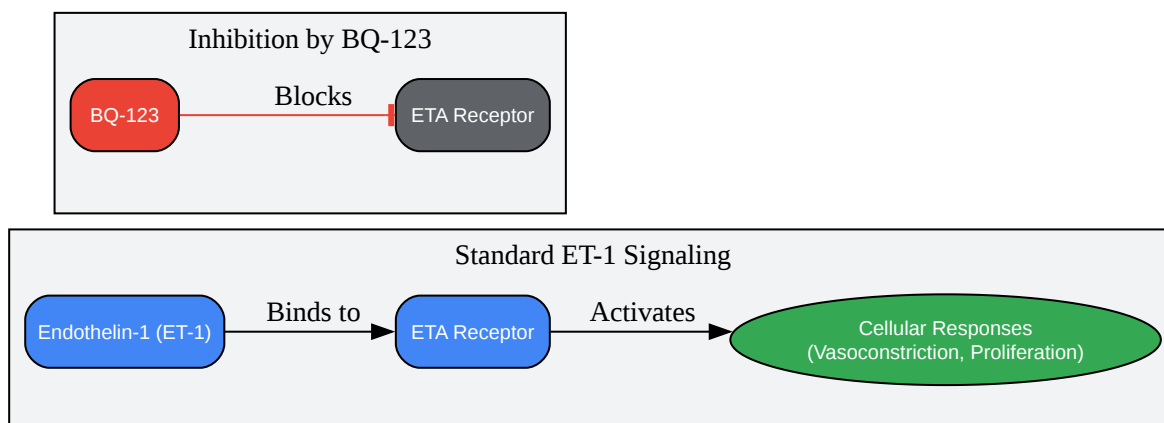 Inhibition by BQ-123
BQ-123
Blocks
ETA Receptor
Standard ET-1 Signaling
Endothelin-1 (ET-1)
Binds to
ETA Receptor
Activates
Cellular Responses
(Vasoconstriction, Proliferation)